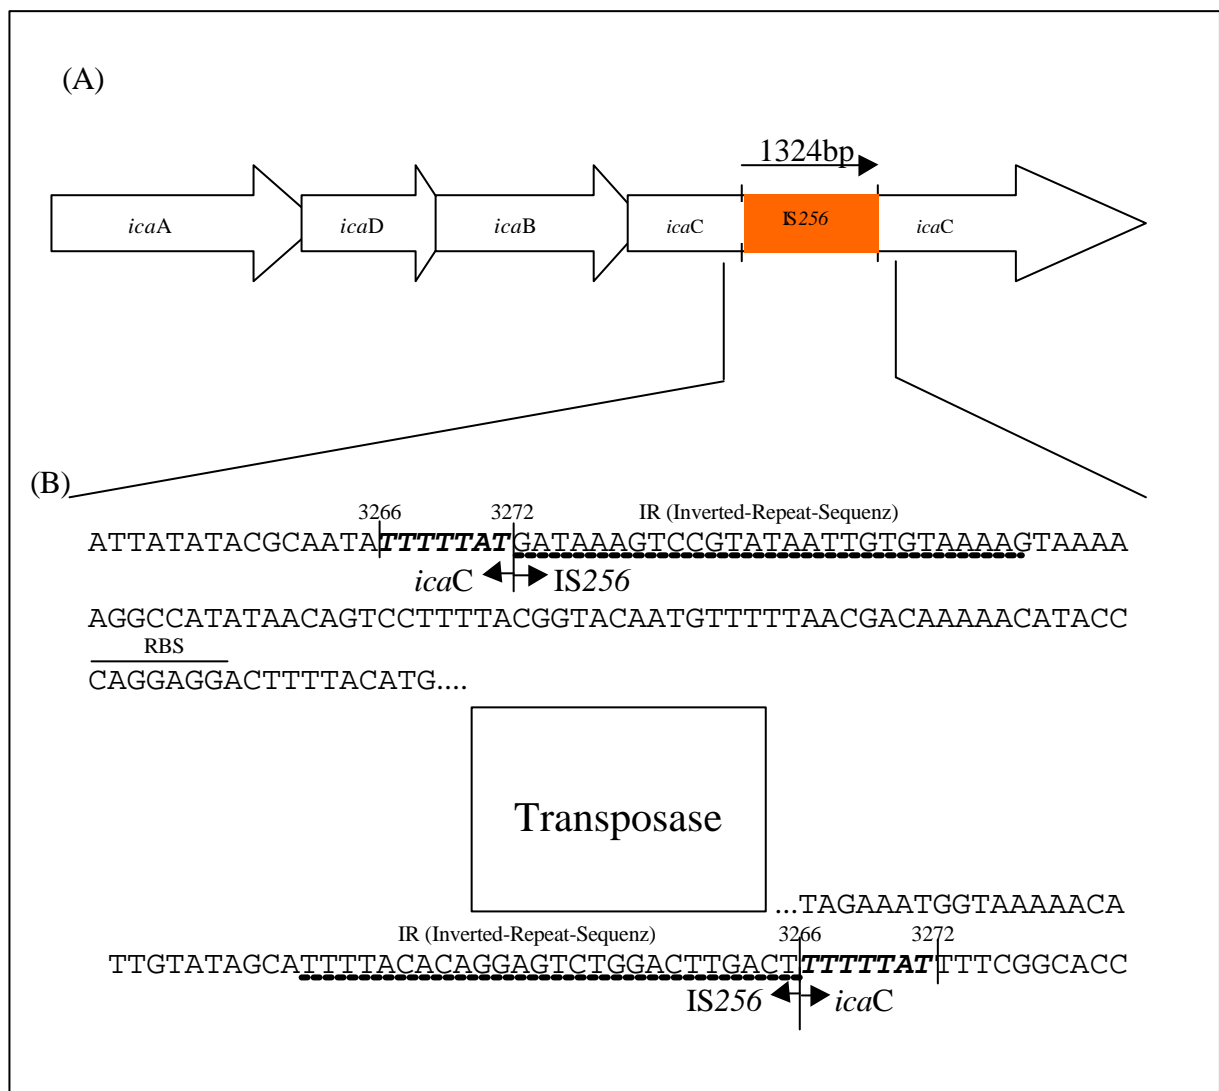 (A)
1324bp
icaA
icaD
icaB
icaC
IS256
icaC
(B)
3266
3272
IR (Inverted-Repeat-Sequenz)
ATTATATACGCAATATTTTTATGATAAAGTCCGTATAATTGTGTAAAAGTAAAA
icaC
IS256
AGGCCATATAACAGTCCTTTTACGGTACAATGTTTTTAACGACAAAAACATACC
RBS
CAGGAGGACTTTTACATG....
Transposase
...TAGAAATGGTAAAAACA
IR (Inverted-Repeat-Sequenz)
3266
3272
TTGTATAGCATTTTACACAGGAGTCTGGACTTGACTTTTTTATTTTCGGCACC
IS256
icaC